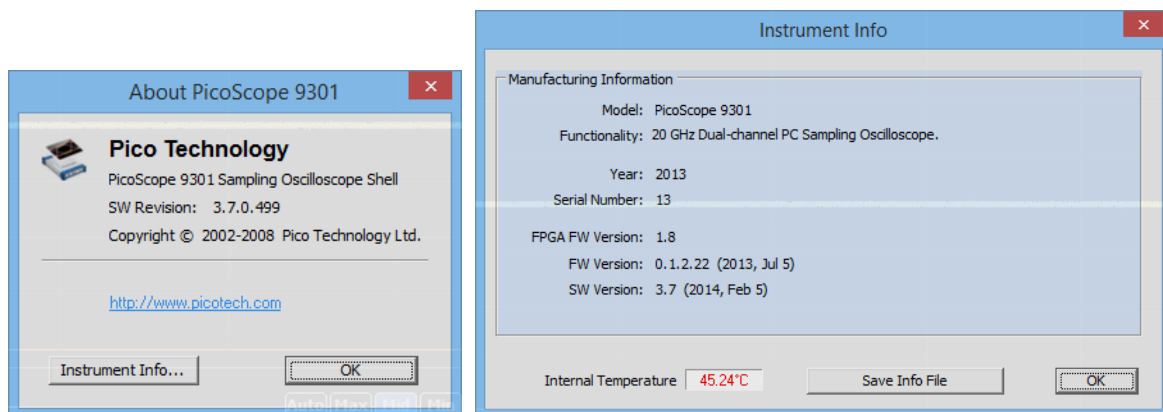 About PicoScope 9301
Pico Technology
PicoScope 9301 Sampling Oscilloscope Shell
SW Revision: 3.7.0.499
Copyright © 2002-2008 Pico Technology Ltd.
http://www.picotech.com
Instrument Info...
OK
Auto Max Mid Min
Instrument Info
Manufacturing Information
Model: PicoScope 9301
Functionality: 20 GHz Dual-channel PC Sampling Oscilloscope.
Year: 2013
Serial Number: 13
FPGA FW Version: 1.8
FW Version: 0.1.2.22 (2013, Jul 5)
SW Version: 3.7 (2014, Feb 5)
Internal Temperature 45.24°C
Save Info File
OK